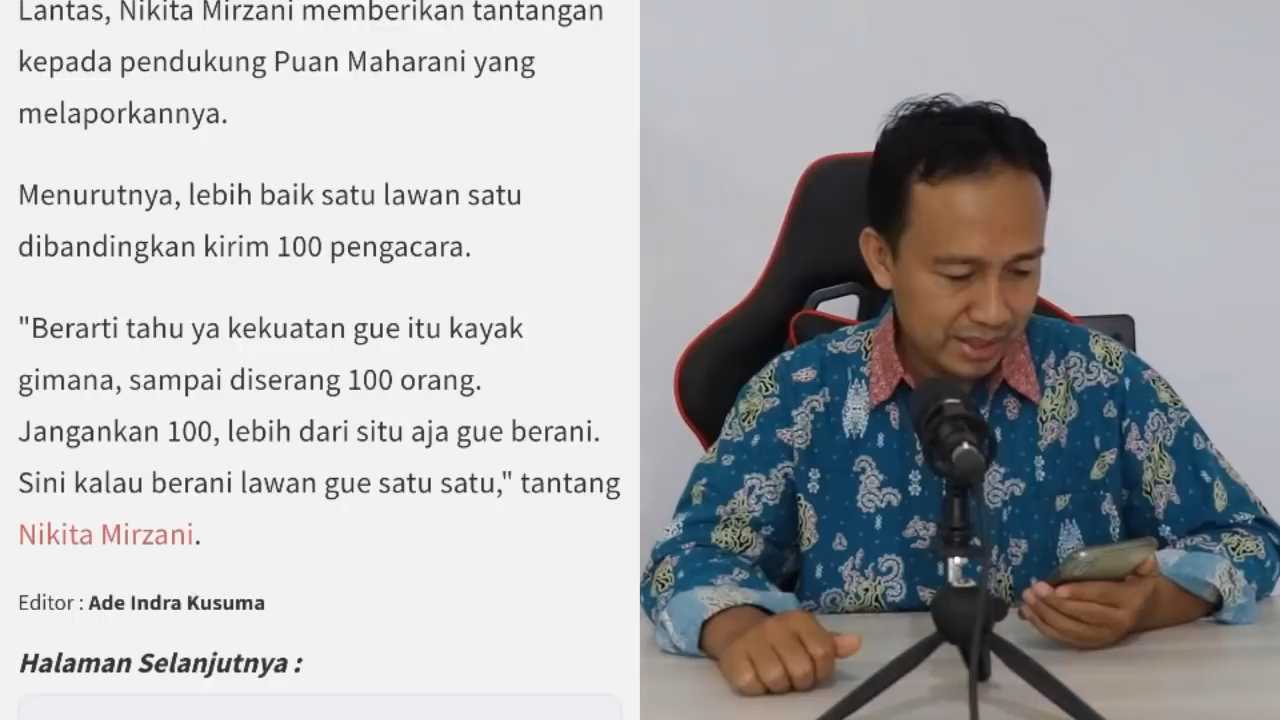 Lantas, Nikita Mirzani memberikan tantangan
kepada pendukung Puan Maharani yang
melaporkannya.
Menurutnya, lebih baik satu lawan satu
dibandingkan kirim 100 pengacara.
"Berarti tahu ya kekuatan gue itu kayak
gimana, sampai diserang 100 orang.
Jangankan 100, lebih dari situ aja gue berani.
Sini kalau berani lawan gue satu satu," tantang
Nikita Mirzani.
Editor : Ade Indra Kusuma
Halaman Selanjutnya :